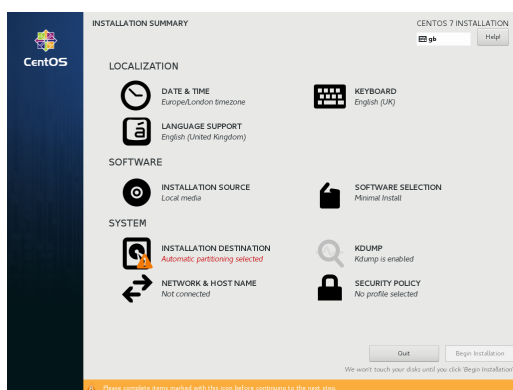 INSTALLATION SUMMARY
CENTOS 7 INSTALLATION
gb
Help!
CentOS
LOCALIZATION
DATE & TIME
Europe/London timezone
KEYBOARD
English (UK)
LANGUAGE SUPPORT
English (United Kingdom)
SOFTWARE
INSTALLATION SOURCE
Local media
SOFTWARE SELECTION
Minimal Install
SYSTEM
INSTALLATION DESTINATION
Automatic partitioning selected
KDUMP
Kdump is enabled
NETWORK & HOST NAME
Not connected
SECURITY POLICY
No profile selected
Quit
Begin Installation
We won't touch your disks until you click 'Begin Installation'
Please complete items marked with this icon before continuing to the next step.